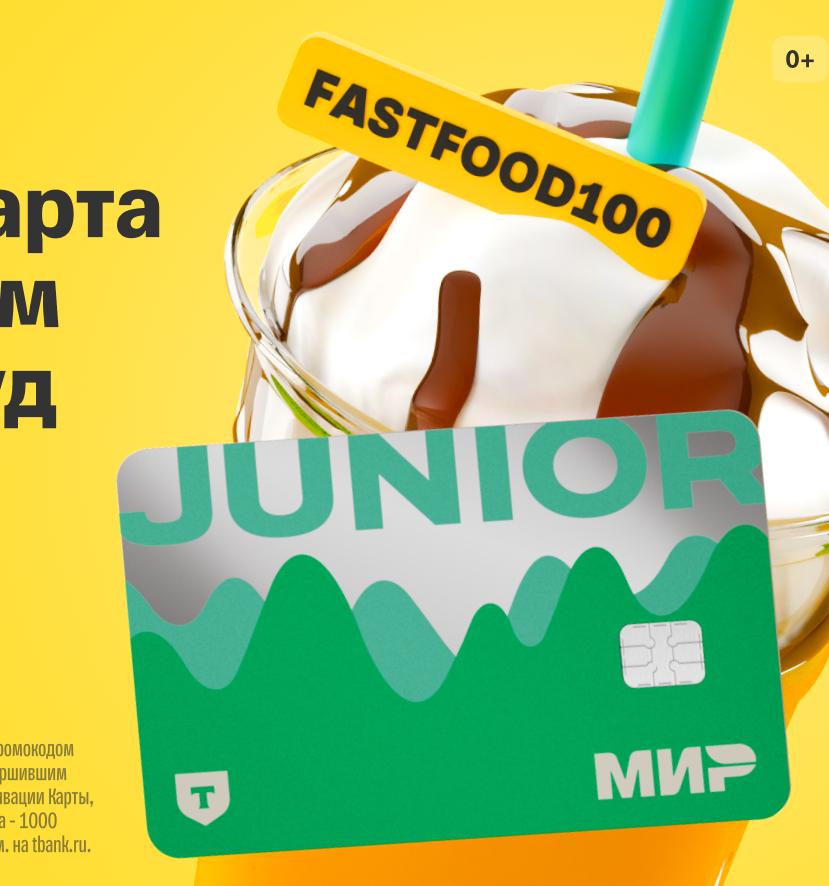 0+
FASTFOOD100
арта
м
уд
JUNIOR
ромокодом
ршившим
ивации Карты,
а - 1000
м. на tbank.ru.
Т
МИР